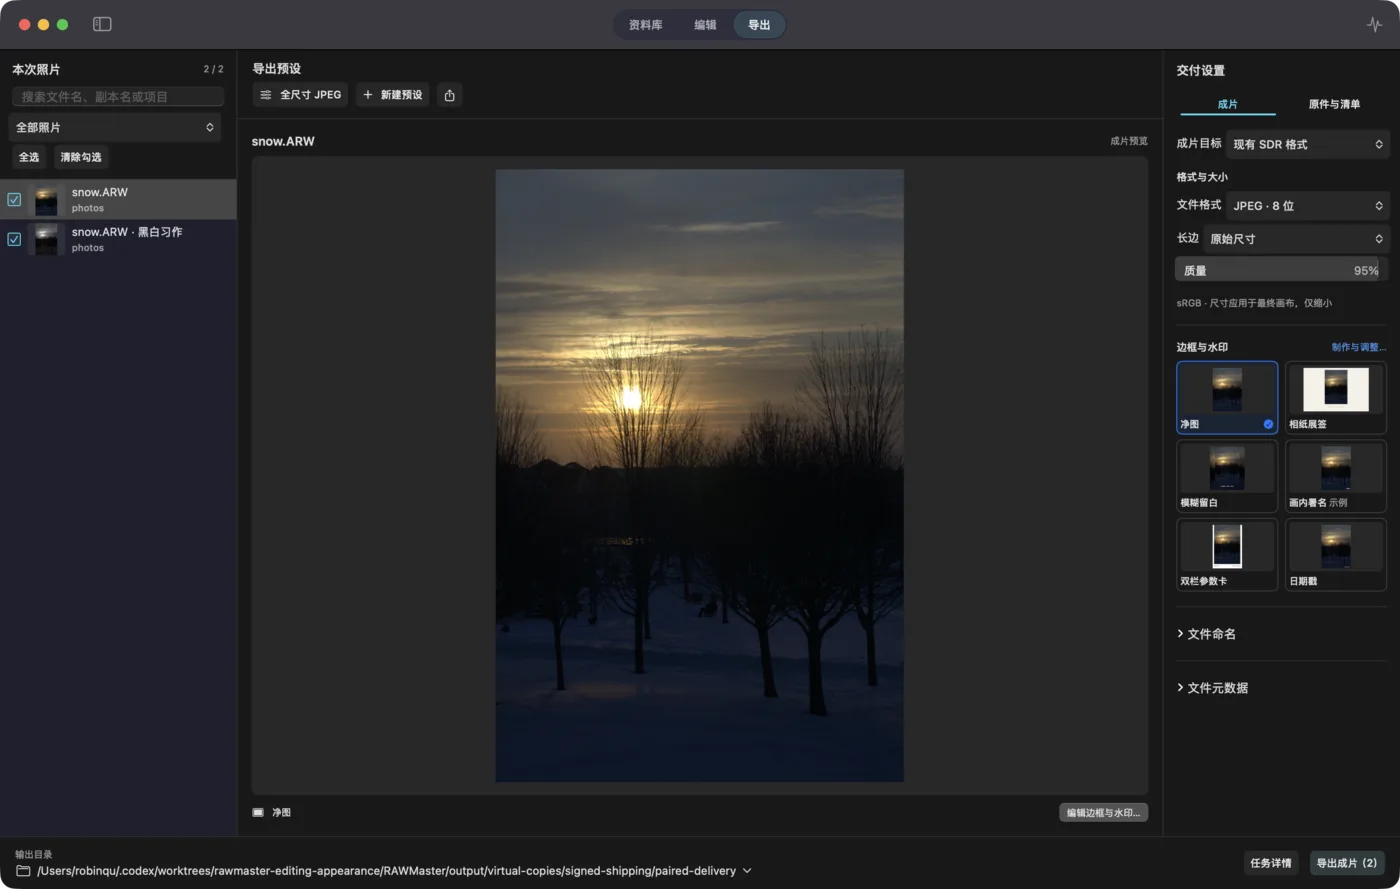 资料库 编辑 导出
本次照片 2 / 2
搜索文件名、副本名或项目
全部照片
全选 清除勾选
snow.ARW
photos
snow.ARW · 黑白习作
photos
导出预设
全尺寸 JPEG 新建预设
snow.ARW 成片预览
净图 编辑边框与水印...
交付设置
成片 原件与清单
成片目标 现有 SDR 格式
格式与大小
文件格式 JPEG · 8 位
长边 原始尺寸
质量 95%
sRGB · 尺寸应用于最终画布，仅缩小
边框与水印 制作与调整...
净图 相纸展签
模糊留白 画内署名 示例
双栏参数卡 日期戳
文件命名
文件元数据
输出目录
/Users/robinqu/.codex/worktrees/rawmaster-editing-appearance/RAWMaster/output/virtual-copies/signed-shipping/paired-delivery
任务详情 导出成片 (2)